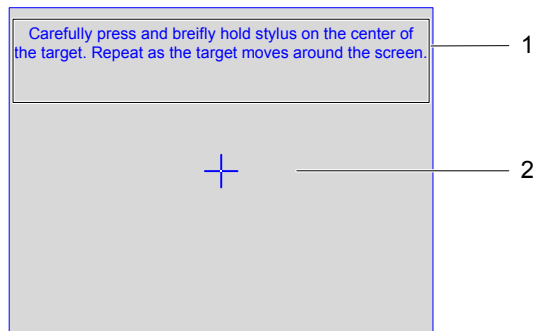 Carefully press and breifly hold stylus on the center of
the target. Repeat as the target moves around the screen.
1
2